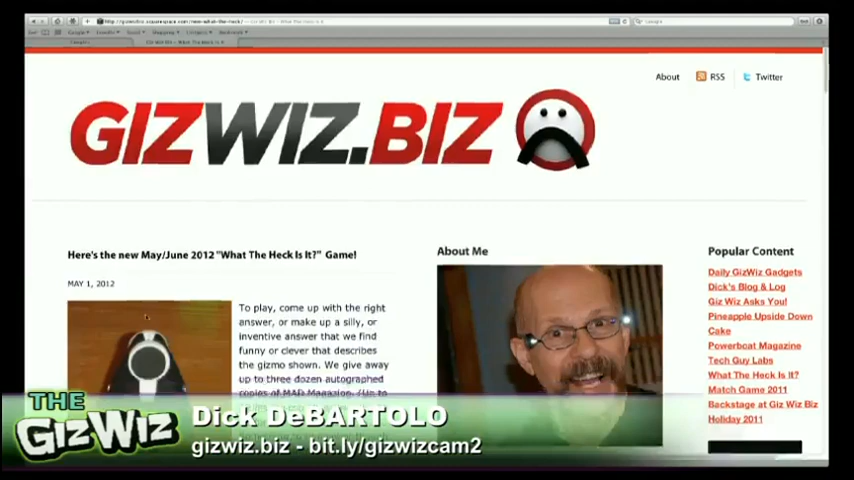 About
RSS
Twitter
GIZWIZ.BIZ
Here's the new May/June 2012 "What The Heck Is It?" Game!
MAY 1, 2012
To play, come up with the right
answer, or make up a silly, or
inventive answer that we find
funny or clever that describes
the gizmo shown. We give away
up to three dozen autographed
About Me
Popular Content
Daily GizWiz Gadgets
Dick's Blog & Log
Giz Wiz Asks You!
Pineapple Upside Down
Cake
Powerboat Magazine
Tech Guy Labs
What The Heck Is It?
Match Game 2011
Backstage at Giz Wiz Biz
Holiday 2011
THE
GizWiz
Dick DeBARTOLO
gizwiz.biz - bit.ly/gizwizcam2